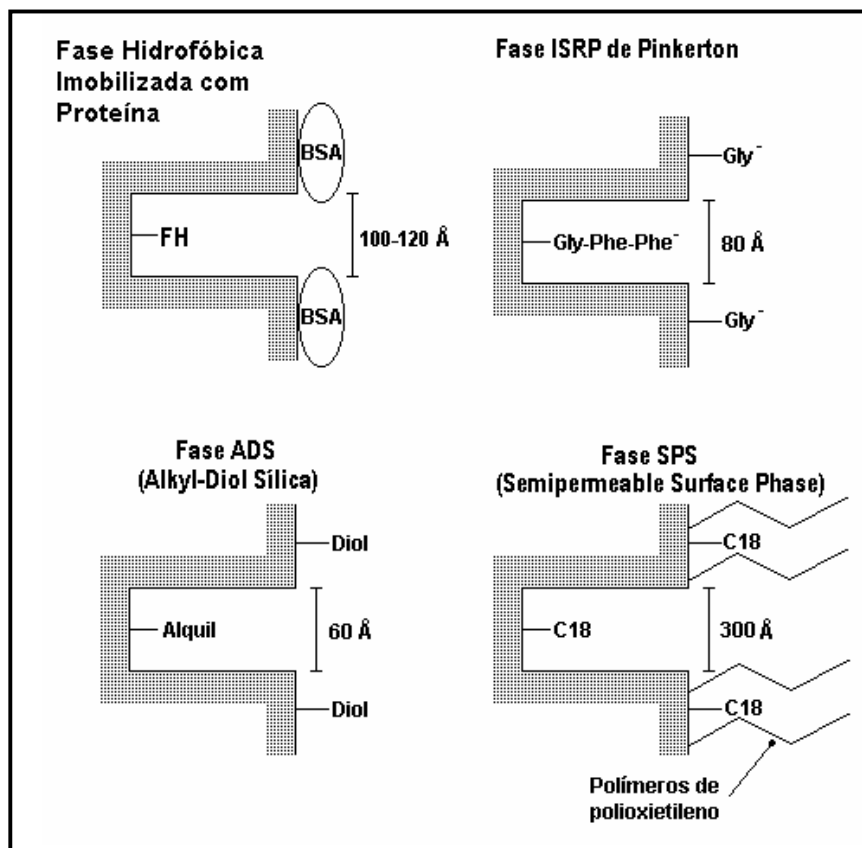 Fase Hidrofóbica
Imobilizada com
Proteína
BSA
FH
100-120 Å
BSA
Fase ISRP de Pinkerton
Gly⁻
Gly-Phe-Phe⁻
80 Å
Gly⁻
Fase ADS
(Alkyl-Diol Sílica)
Diol
Alquil
60 Å
Diol
Fase SPS
(Semipermeable Surface Phase)
C18
C18
300 Å
C18
Polímeros de
polioxietileno